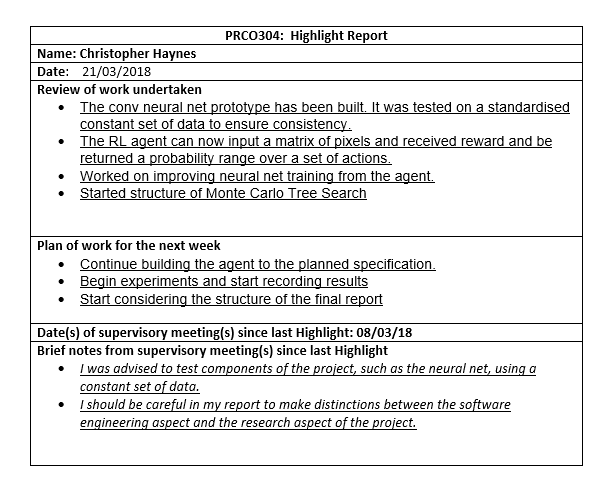 PRCO304:  Highlight Report
Name: Christopher Haynes
Date:   21/03/2018
Review of work undertaken
• The conv neural net prototype has been built. It was tested on a standardised
constant set of data to ensure consistency.
• The RL agent can now input a matrix of pixels and received reward and be
returned a probability range over a set of actions.
• Worked on improving neural net training from the agent.
• Started structure of Monte Carlo Tree Search
Plan of work for the next week
• Continue building the agent to the planned specification.
• Begin experiments and start recording results
• Start considering the structure of the final report
Date(s) of supervisory meeting(s) since last Highlight: 08/03/18
Brief notes from supervisory meeting(s) since last Highlight
• I was advised to test components of the project, such as the neural net, using a
constant set of data.
• I should be careful in my report to make distinctions between the software
engineering aspect and the research aspect of the project.